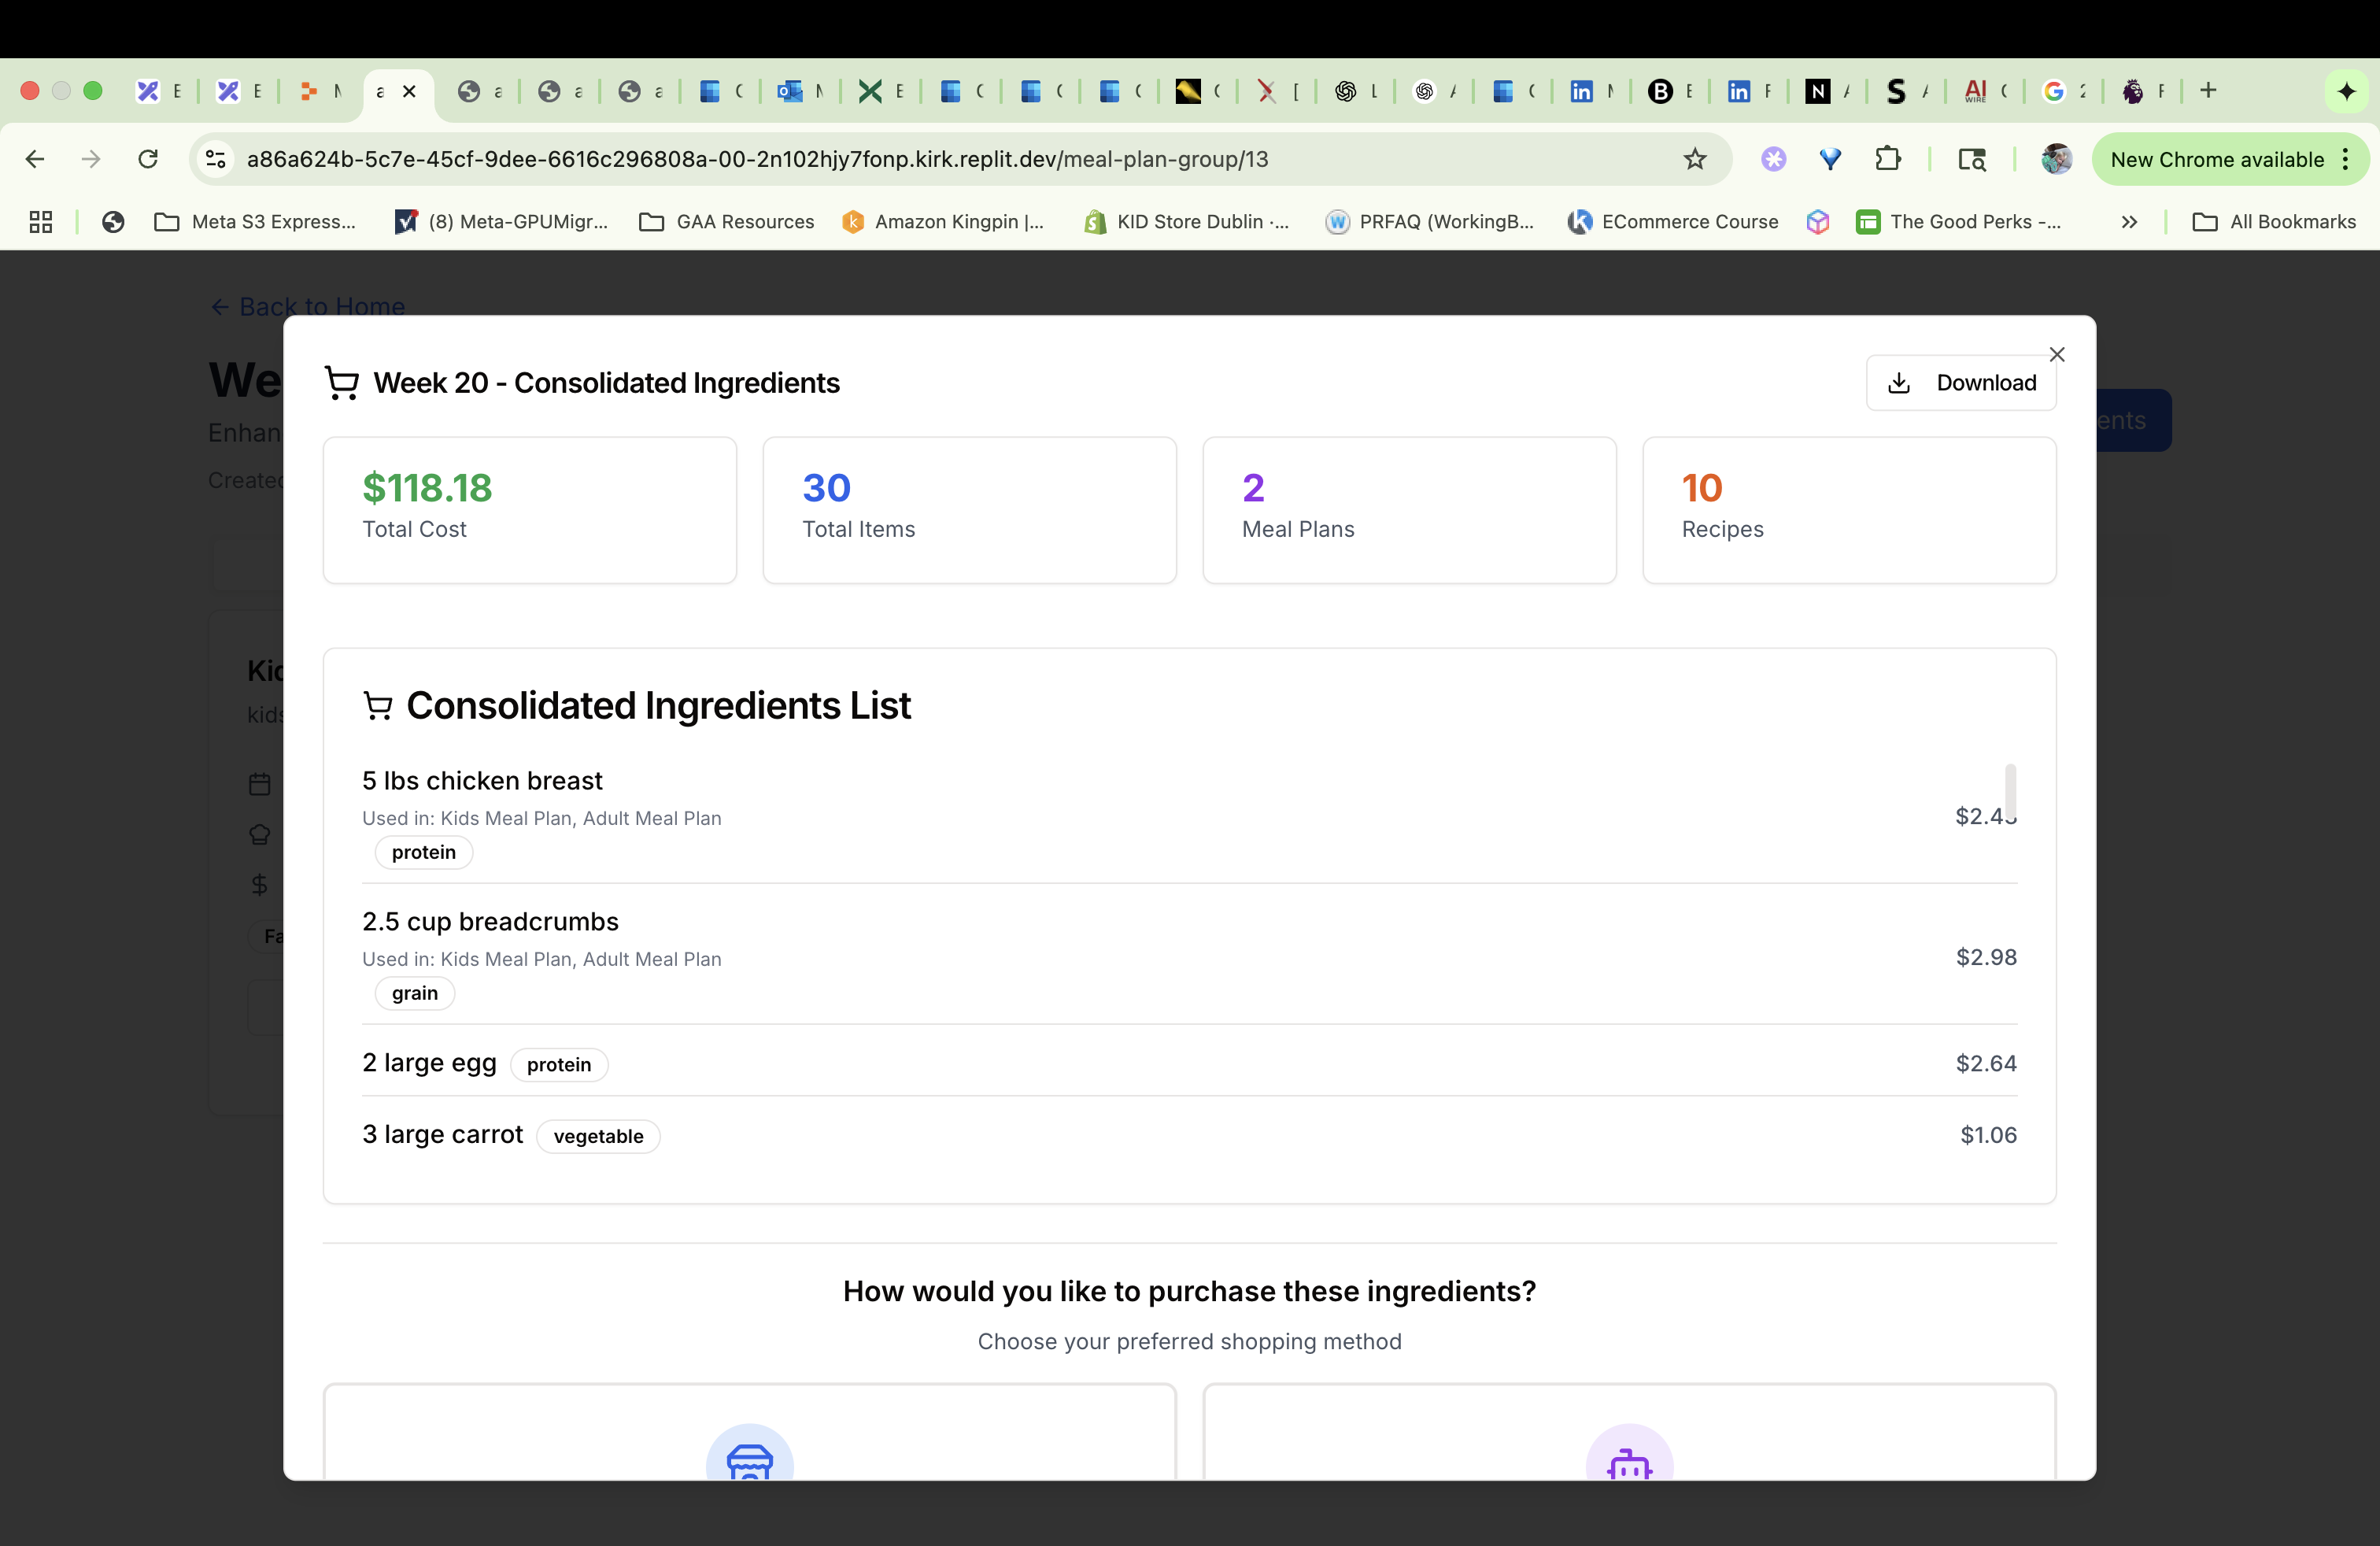 E
E
N
a
a
a
a
C
N
E
C
C
C
C
[
L
A
C
N
E
F
A
A
C
2
F
a86a624b-5c7e-45cf-9dee-6616c296808a-00-2n102hjy7fonp.kirk.replit.dev/meal-plan-group/13
New Chrome available
Meta S3 Express...
(8) Meta-GPUMigr...
GAA Resources
Amazon Kingpin |...
KID Store Dublin ·...
PRFAQ (WorkingB...
ECommerce Course
The Good Perks -...
All Bookmarks
Back to Home
We
Enhan
Created
ents
Kid
kids
Fa
Week 20 - Consolidated Ingredients
Download
$118.18
Total Cost
30
Total Items
2
Meal Plans
10
Recipes
Consolidated Ingredients List
5 lbs chicken breast
Used in: Kids Meal Plan, Adult Meal Plan
protein
2.5 cup breadcrumbs
Used in: Kids Meal Plan, Adult Meal Plan
$2.98
grain
2 large egg protein $2.64
3 large carrot vegetable $1.06
How would you like to purchase these ingredients?
Choose your preferred shopping method